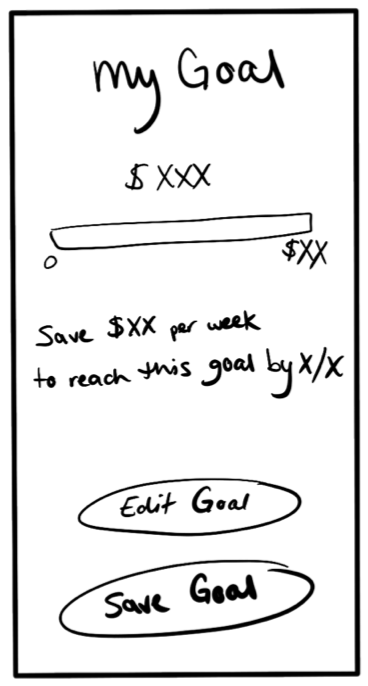 My Goal
$XXX
0
$XX
Save $XX per week
to reach this goal by X/X
Edit Goal
Save Goal